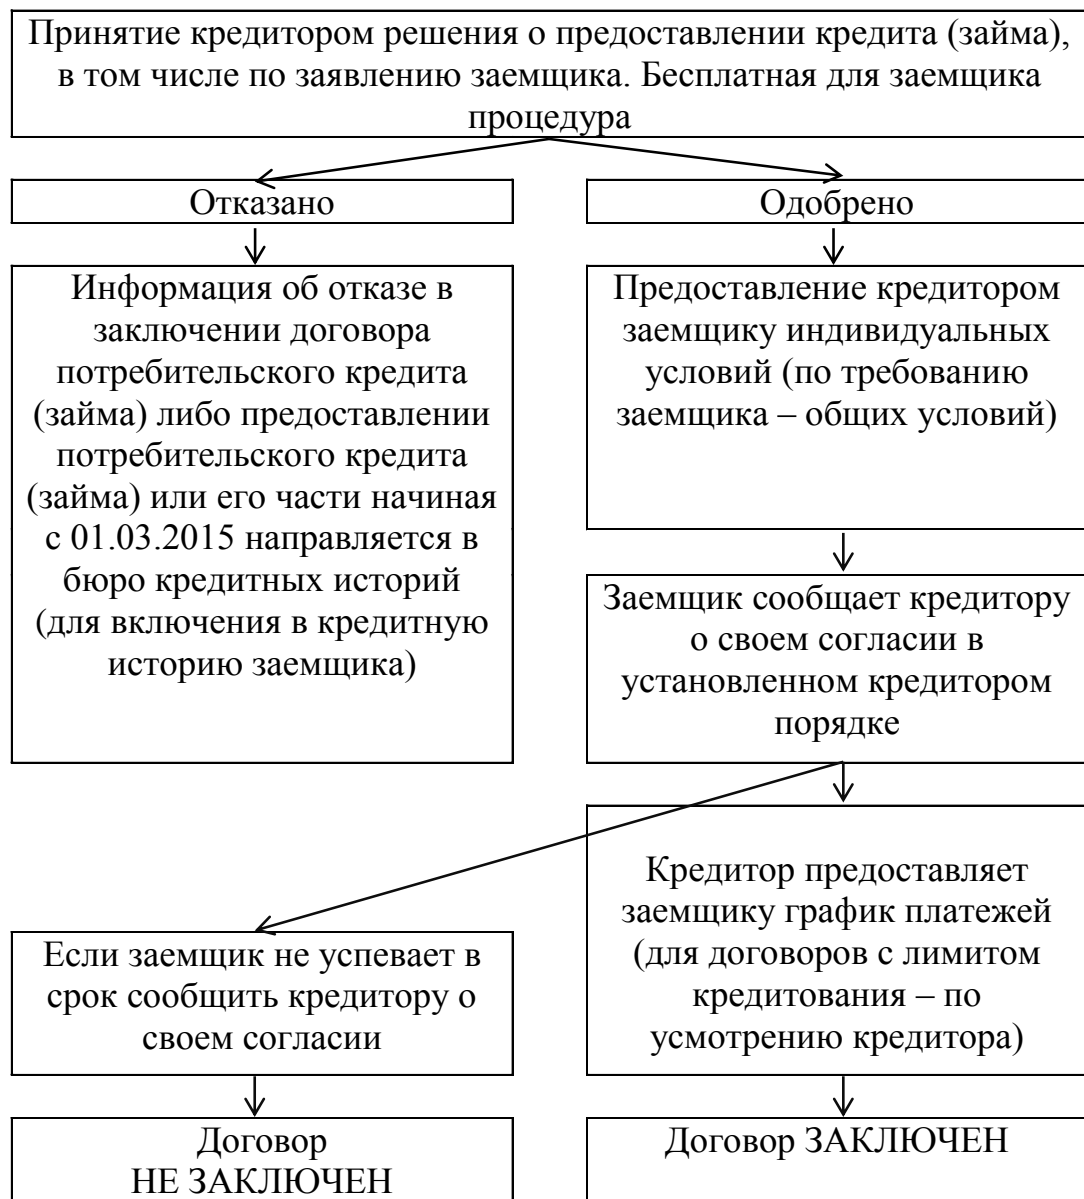 Принятие кредитором решения о предоставлении кредита (займа),
в том числе по заявлению заемщика. Бесплатная для заемщика
процедура
Отказано
Одобрено
Информация об отказе в
заключении договора
потребительского кредита
(займа) либо предоставлении
потребительского кредита
(займа) или его части начиная
с 01.03.2015 направляется в
бюро кредитных историй
(для включения в кредитную
историю заемщика)
Предоставление кредитором
заемщику индивидуальных
условий (по требованию
заемщика – общих условий)
Заемщик сообщает кредитору
о своем согласии в
установленном кредитором
порядке
Кредитор предоставляет
заемщику график платежей
(для договоров с лимитом
кредитования – по
усмотрению кредитора)
Если заемщик не успевает в
срок сообщить кредитору о
своем согласии
Договор
НЕ ЗАКЛЮЧЕН
Договор ЗАКЛЮЧЕН